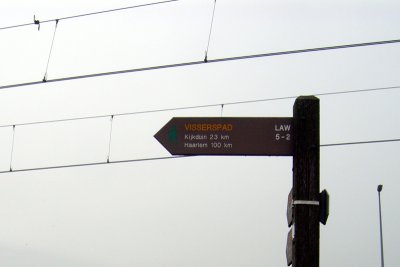 VISSERSPAD LAW
Kijkduin 23 km 5-2
Haarlem 100 km